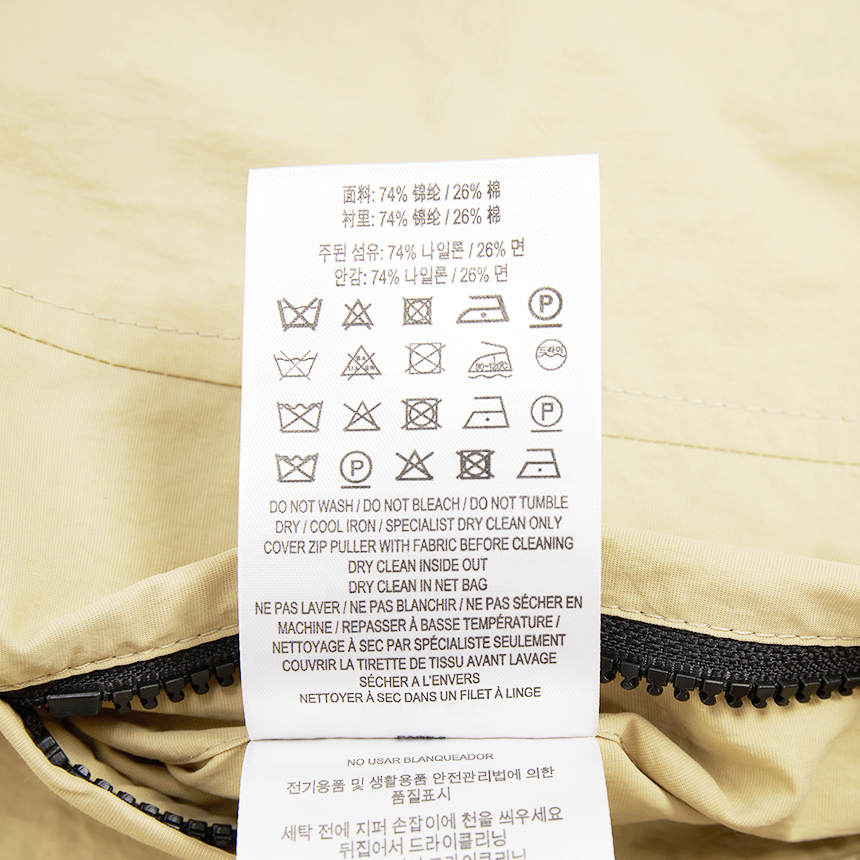 面料: 74% 锦纶 / 26% 棉
衬里: 74% 锦纶 / 26% 棉
주된 섬유: 74% 나일론 / 26% 면
안감: 74% 나일론 / 26% 면
P
80~120℃
드라이
P
P
DO NOT WASH / DO NOT BLEACH / DO NOT TUMBLE
DRY / COOL IRON / SPECIALIST DRY CLEAN ONLY
COVER ZIP PULLER WITH FABRIC BEFORE CLEANING
DRY CLEAN INSIDE OUT
DRY CLEAN IN NET BAG
NE PAS LAVER / NE PAS BLANCHIR / NE PAS SÉCHER EN
MACHINE / REPASSER À BASSE TEMPÉRATURE /
NETTOYAGE À SEC PAR SPÉCIALISTE SEULEMENT
COUVRIR LA TIRETTE DE TISSU AVANT LAVAGE
SÉCHER A L'ENVERS
NETTOYER À SEC DANS UN FILET À LINGE
NO USAR BLANQUEADOR
전기용품 및 생활용품 안전관리법에 의한
품질표시
세탁 전에 지퍼 손잡이에 천을 씌우세요
뒤집어서 드라이클리닝